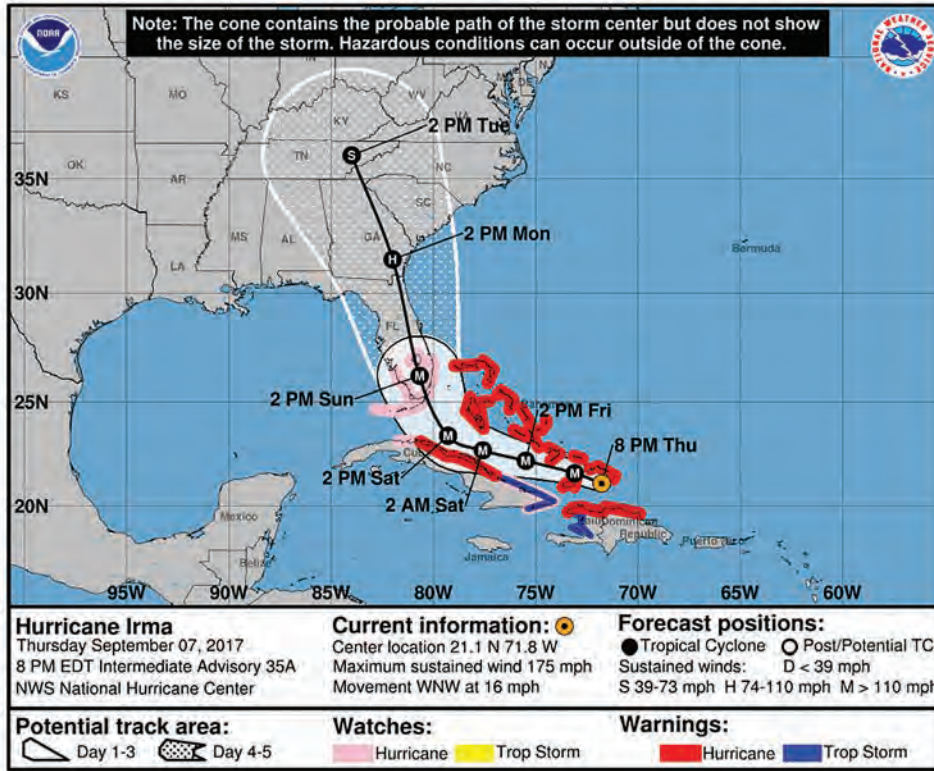 Note: The cone contains the probable path of the storm center but does not show
the size of the storm. Hazardous conditions can occur outside of the cone.
NOAA
NATIONAL WEATHER SERVICE
KS
MO
KY
WV
VA
DE
2 PM Tue
S
OK
TN
NC
35N
AR
SC
MS
AL
GA
2 PM Mon
H
LA
Bermuda
30N
FL
M
2 PM Sun
25N
2 PM Fri
8 PM Thu
M
M
M
M
2 PM Sat
2 AM Sat
20N
Mexico
Belize
Jamaica
Dominican
Republic
Puerto Rico
95W 90W 85W 80W 75W 70W 65W 60W
Hurricane Irma
Thursday September 07, 2017
8 PM EDT Intermediate Advisory 35A
NWS National Hurricane Center
Current information:
Center location 21.1 N 71.8 W
Maximum sustained wind 175 mph
Movement WNW at 16 mph
Forecast positions:
Tropical Cyclone Post/Potential TC
Sustained winds: D < 39 mph
S 39-73 mph H 74-110 mph M > 110 mph
Potential track area:
Day 1-3 Day 4-5
Watches:
Hurricane Trop Storm
Warnings:
Hurricane Trop Storm